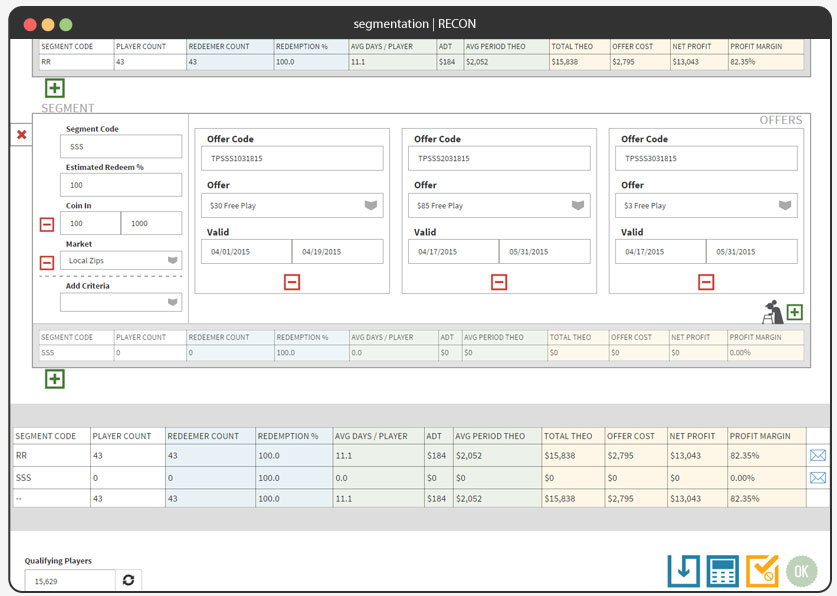 segmentation | RECON
SEGMENT CODE PLAYER COUNT REDEEMER COUNT REDEMPTION % AVG DAYS / PLAYER ADT AVG PERIOD THEO TOTAL THEO OFFER COST NET PROFIT PROFIT MARGIN
RR 43 43 100.0 11.1 $184 $2,052 $15,838 $2,795 $13,043 82.35%
SEGMENT
OFFERS
Segment Code
SSS
Estimated Redeem %
100
Coin In
100 1000
Market
Local Zips
Add Criteria
Offer Code
TPSSS1031815
Offer
$30 Free Play
Valid
04/01/2015 04/19/2015
Offer Code
TPSSS2031815
Offer
$85 Free Play
Valid
04/17/2015 05/31/2015
Offer Code
TPSSS3031815
Offer
$3 Free Play
Valid
04/17/2015 05/31/2015
SEGMENT CODE PLAYER COUNT REDEEMER COUNT REDEMPTION % AVG DAYS / PLAYER ADT AVG PERIOD THEO TOTAL THEO OFFER COST NET PROFIT PROFIT MARGIN
SSS 0 0 100.0 0.0 $0 $0 $0 $0 $0 0.00%
SEGMENT CODE PLAYER COUNT REDEEMER COUNT REDEMPTION % AVG DAYS / PLAYER ADT AVG PERIOD THEO TOTAL THEO OFFER COST NET PROFIT PROFIT MARGIN
RR 43 43 100.0 11.1 $184 $2,052 $15,838 $2,795 $13,043 82.35%
SSS 0 0 100.0 0.0 $0 $0 $0 $0 $0 0.00%
-- 43 43 100.0 11.1 $184 $2,052 $15,838 $2,795 $13,043 82.35%
Qualifying Players
15,629
OK